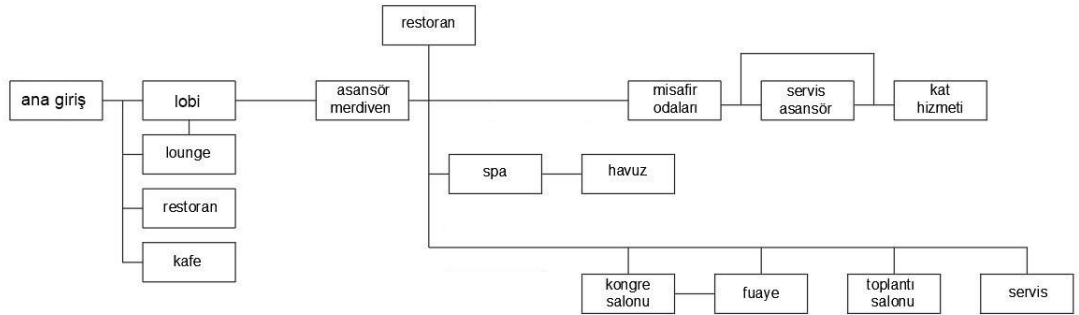 restoran
ana giriş
lobi
asansör
merdiven
misafir
odaları
servis
asansör
kat
hizmeti
lounge
spa
havuz
restoran
kafe
kongre
salonu
fuaye
toplantı
salonu
servis